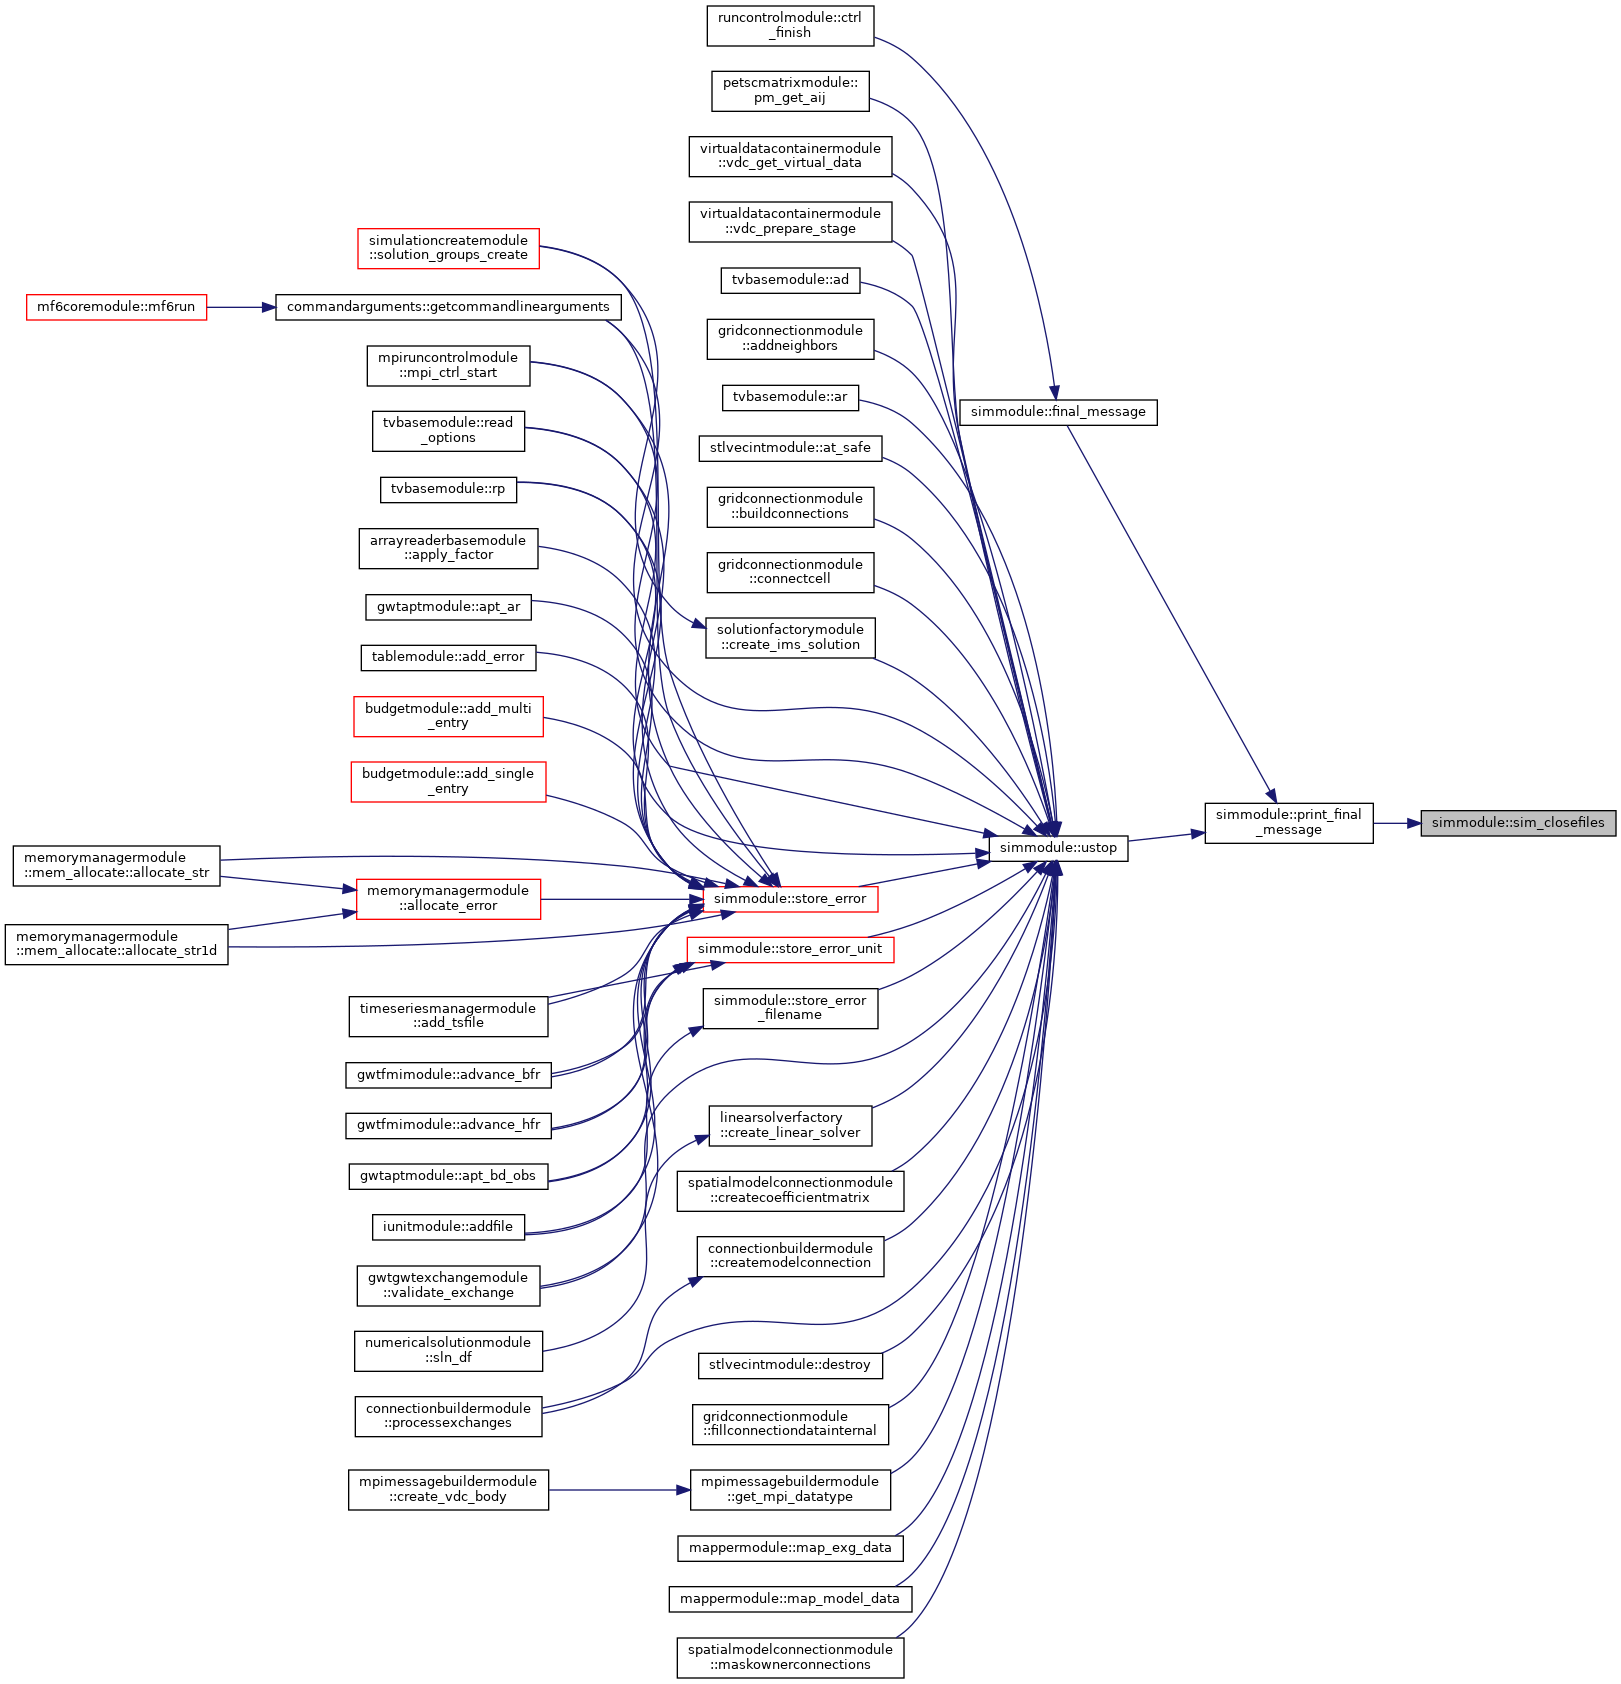 runcontrolmodule::ctrl
_finish
petscmatrixmodule::
pm_get_aij
virtualdatacontainermodule
::vdc_get_virtual_data
virtualdatacontainermodule
::vdc_prepare_stage
simulationcreatemodule
::solution_groups_create
tvbasemodule::ad
mf6coremodule::mf6run
commandarguments::getcommandlinearguments
gridconnectionmodule
::addneighbors
mpiruncontrolmodule
::mpi_ctrl_start
tvbasemodule::ar
simmodule::final_message
tvbasemodule::read
_options
stlvecintmodule::at_safe
tvbasemodule::rp
gridconnectionmodule
::buildconnections
arrayreaderbasemodule
::apply_factor
gridconnectionmodule
::connectcell
gwtaptmodule::apt_ar
solutionfactorymodule
::create_ims_solution
tablemodule::add_error
budgetmodule::add_multi
_entry
budgetmodule::add_single
_entry
simmodule::print_final
_message
simmodule::sim_closefiles
simmodule::ustop
memorymanagermodule
::mem_allocate::allocate_str
memorymanagermodule
::allocate_error
simmodule::store_error
memorymanagermodule
::mem_allocate::allocate_str1d
simmodule::store_error_unit
timeseriesmanagermodule
::add_tsfile
simmodule::store_error
_filename
gwtfmimodule::advance_bfr
gwtfmimodule::advance_hfr
linearsolverfactory
::create_linear_solver
gwtaptmodule::apt_bd_obs
spatialmodelconnectionmodule
::createcoefficientmatrix
iunitmodule::addfile
connectionbuildermodule
::createmodelconnection
gwtgwtexchangemodule
::validate_exchange
numericalsolutionmodule
::sln_df
stlvecintmodule::destroy
connectionbuildermodule
::processexchanges
gridconnectionmodule
::fillconnectiondatainternal
mpimessagebuildermodule
::create_vdc_body
mpimessagebuildermodule
::get_mpi_datatype
mappermodule::map_exg_data
mappermodule::map_model_data
spatialmodelconnectionmodule
::maskownerconnections